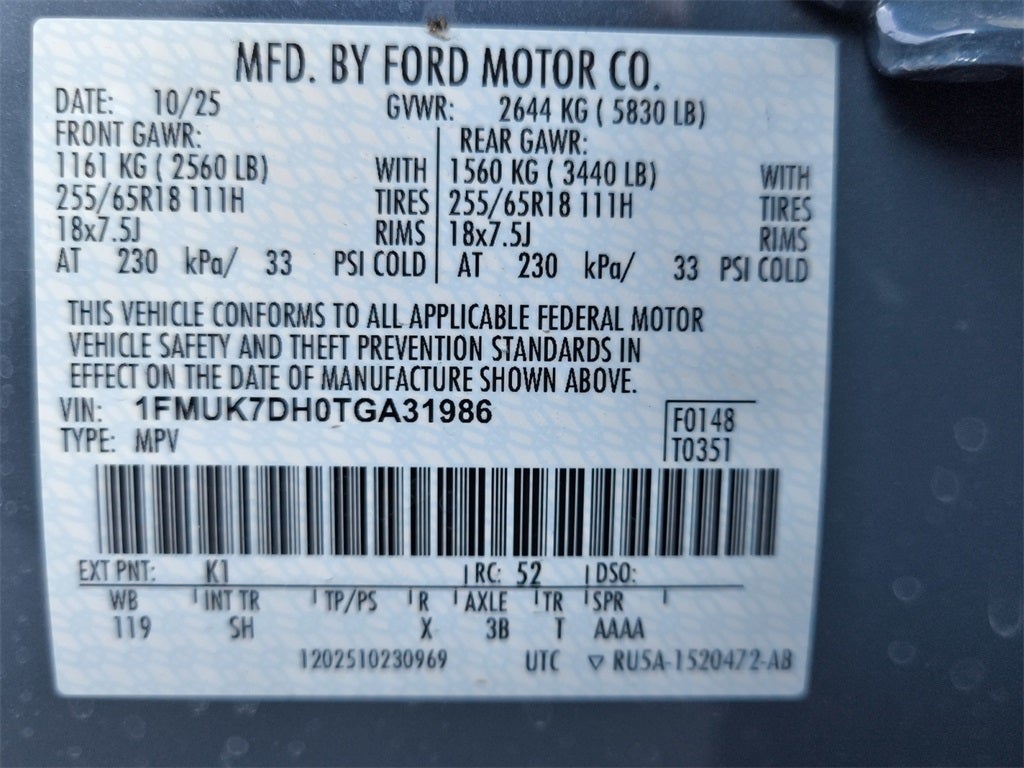 MFD. BY FORD MOTOR CO.
DATE: 10/25 GVWR: 2644 KG ( 5830 LB)
FRONT GAWR: REAR GAWR:
1161 KG ( 2560 LB) WITH 1560 KG ( 3440 LB) WITH
255/65R18 111H TIRES 255/65R18 111H TIRES
18x7.5J RIMS 18x7.5J RIMS
AT 230 kPa/ 33 PSI COLD AT 230 kPa/ 33 PSI COLD
THIS VEHICLE CONFORMS TO ALL APPLICABLE FEDERAL MOTOR
VEHICLE SAFETY AND THEFT PREVENTION STANDARDS IN
EFFECT ON THE DATE OF MANUFACTURE SHOWN ABOVE.
VIN: 1FMUK7DH0TGA31986 F0148
TYPE: MPV T0351
EXT PNT: K1 RC: 52 DSO:
WB INT TR TP/PS R AXLE TR SPR
119 SH X 3B T AAAA
1202510230969 UTC ▽ RU5A-1520472-AB